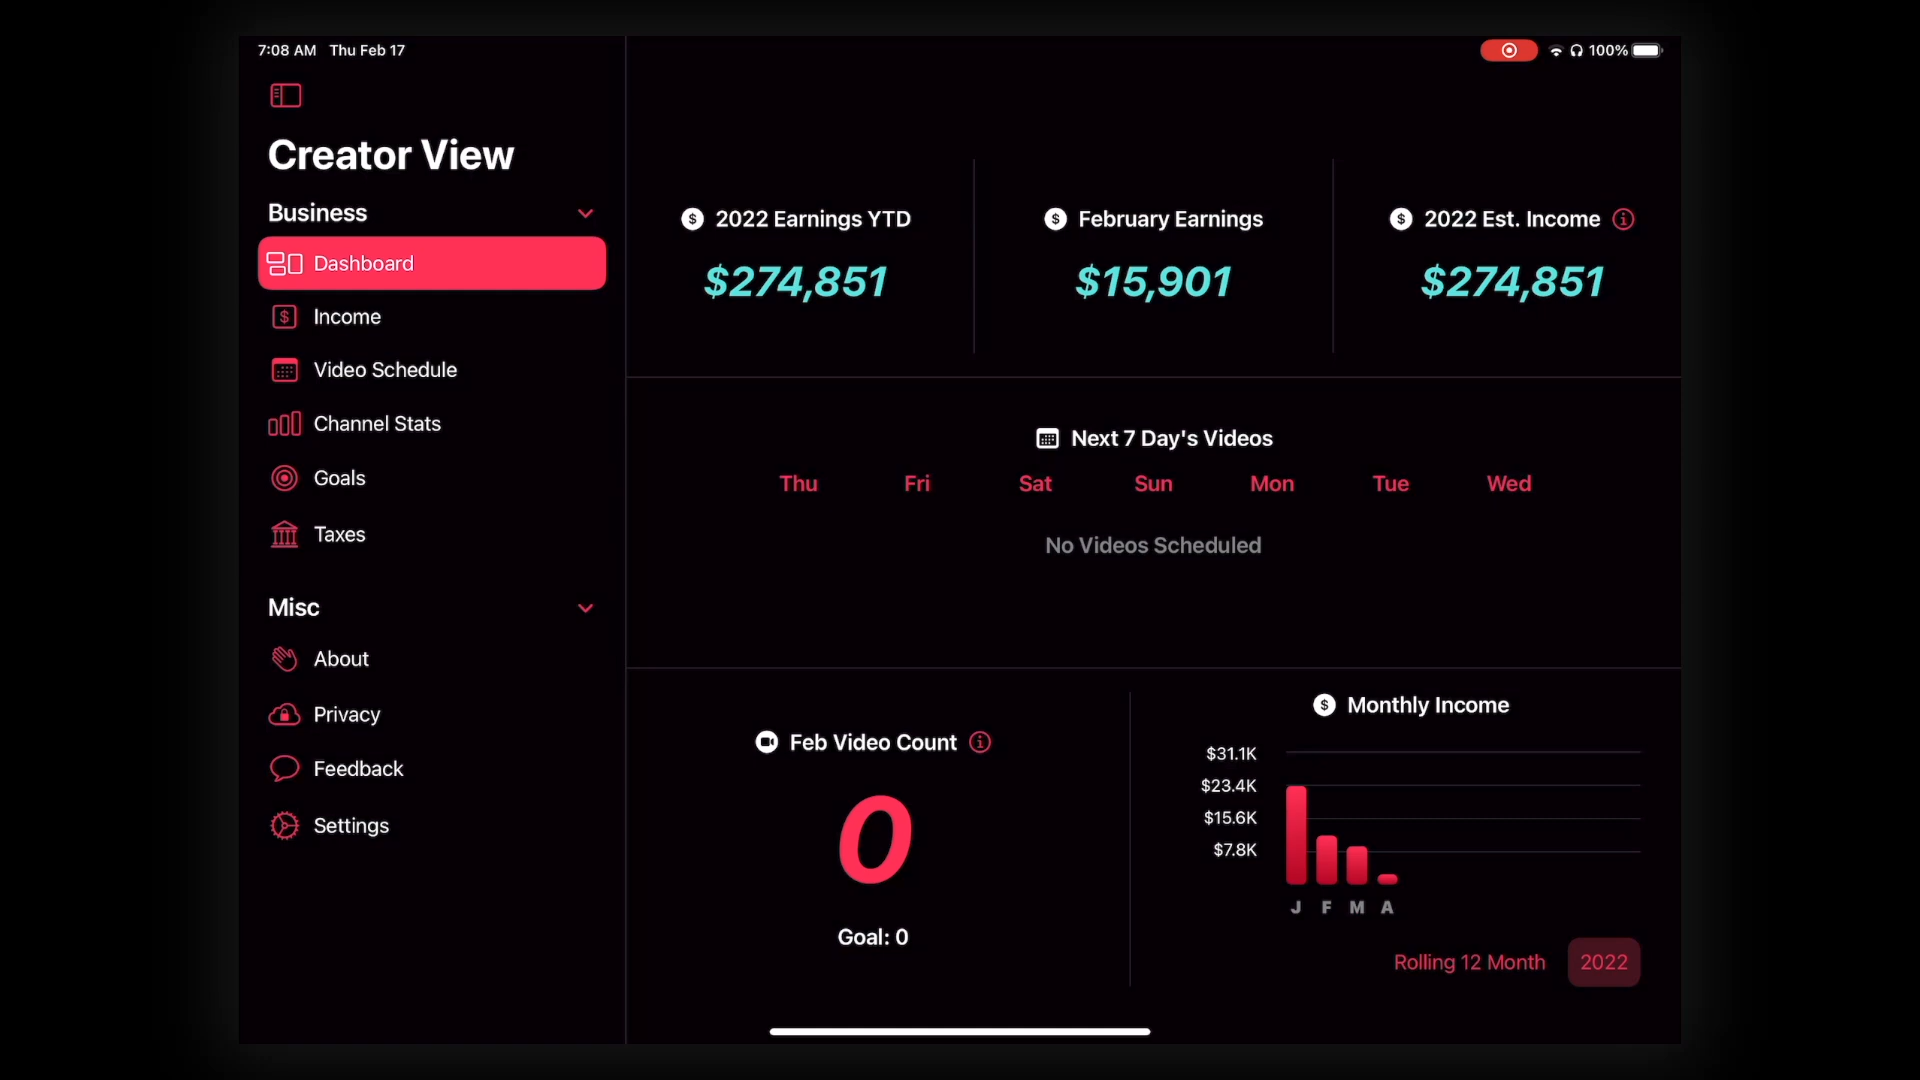 7:08 AM Thu Feb 17
100%
Creator View
Business
Dashboard
Income
Video Schedule
Channel Stats
Goals
Taxes
Misc
About
Privacy
Feedback
Settings
2022 Earnings YTD
$274,851
February Earnings
$15,901
2022 Est. Income
$274,851
Next 7 Day's Videos
Thu Fri Sat Sun Mon Tue Wed
No Videos Scheduled
Feb Video Count
0
Goal: 0
Monthly Income
$31.1K
$23.4K
$15.6K
$7.8K
J F M A
Rolling 12 Month 2022